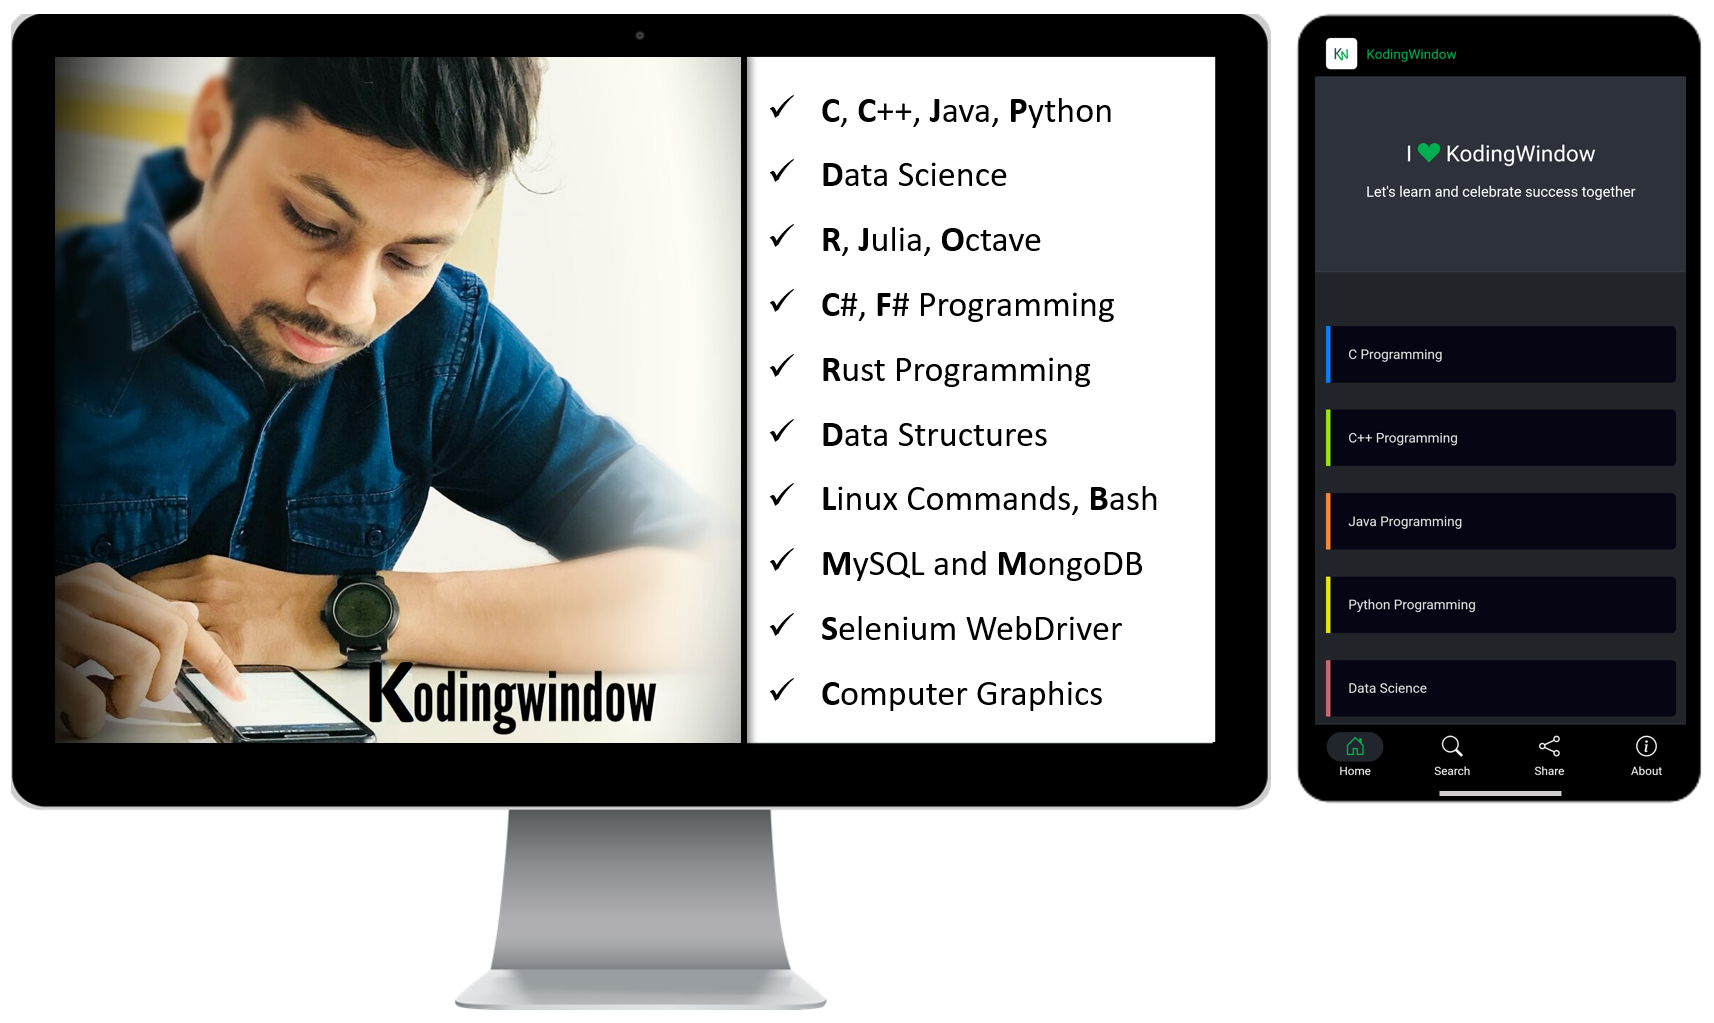 Kodingwindow
C, C++, Java, Python
Data Science
R, Julia, Octave
C#, F# Programming
Rust Programming
Data Structures
Linux Commands, Bash
MySQL and MongoDB
Selenium WebDriver
Computer Graphics
KN KodingWindow
I ♥ KodingWindow
Let's learn and celebrate success together
C Programming
C++ Programming
Java Programming
Python Programming
Data Science
Home Search Share About